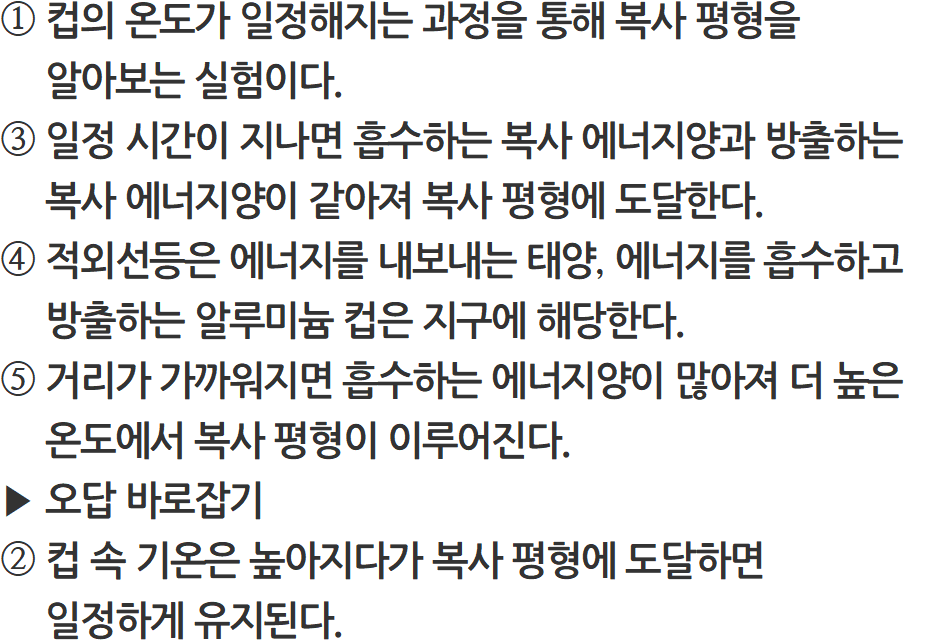 ① 컵의 온도가 일정해지는 과정을 통해 복사 평형을
알아보는 실험이다.
③ 일정 시간이 지나면 흡수하는 복사 에너지양과 방출하는
복사 에너지양이 같아져 복사 평형에 도달한다.
④ 적외선등은 에너지를 내보내는 태양, 에너지를 흡수하고
방출하는 알루미늄 컵은 지구에 해당한다.
⑤ 거리가 가까워지면 흡수하는 에너지양이 많아져 더 높은
온도에서 복사 평형이 이루어진다.
▶ 오답 바로잡기
② 컵 속 기온은 높아지다가 복사 평형에 도달하면
일정하게 유지된다.